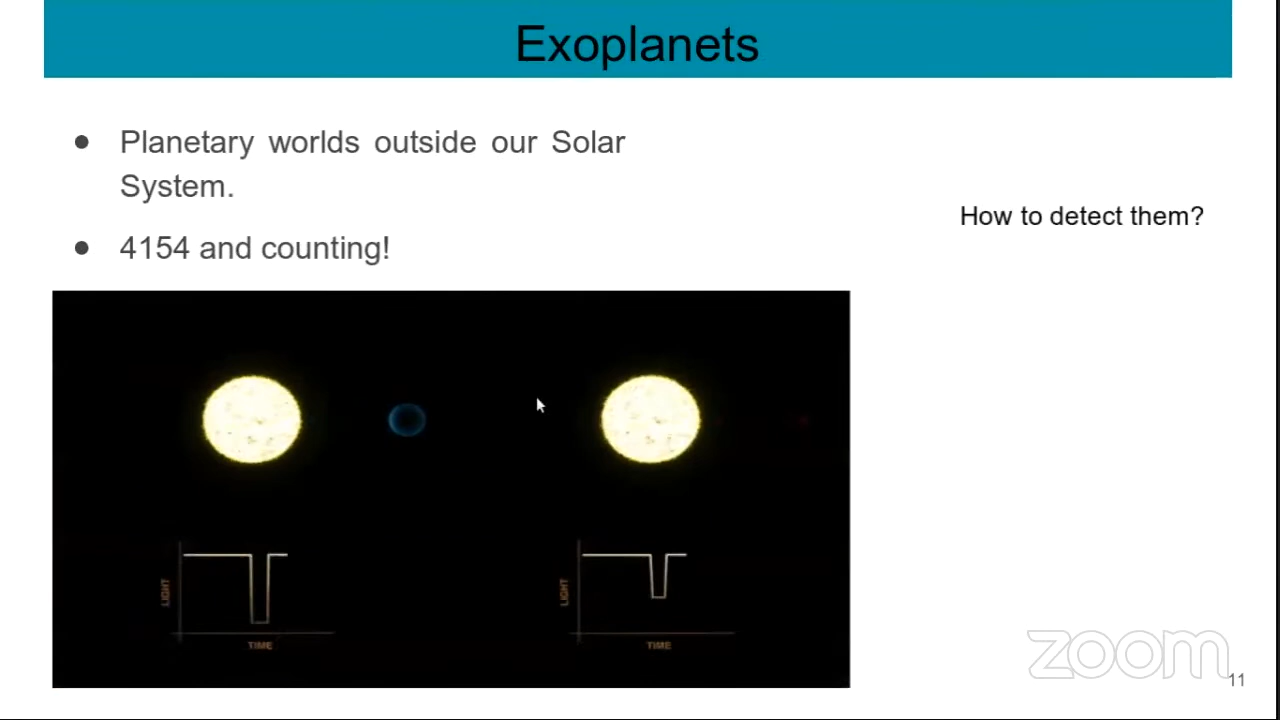 Exoplanets
● Planetary worlds outside our Solar
System.
● 4154 and counting!
How to detect them?
LIGHT
TIME
LIGHT
TIME
zoom
11